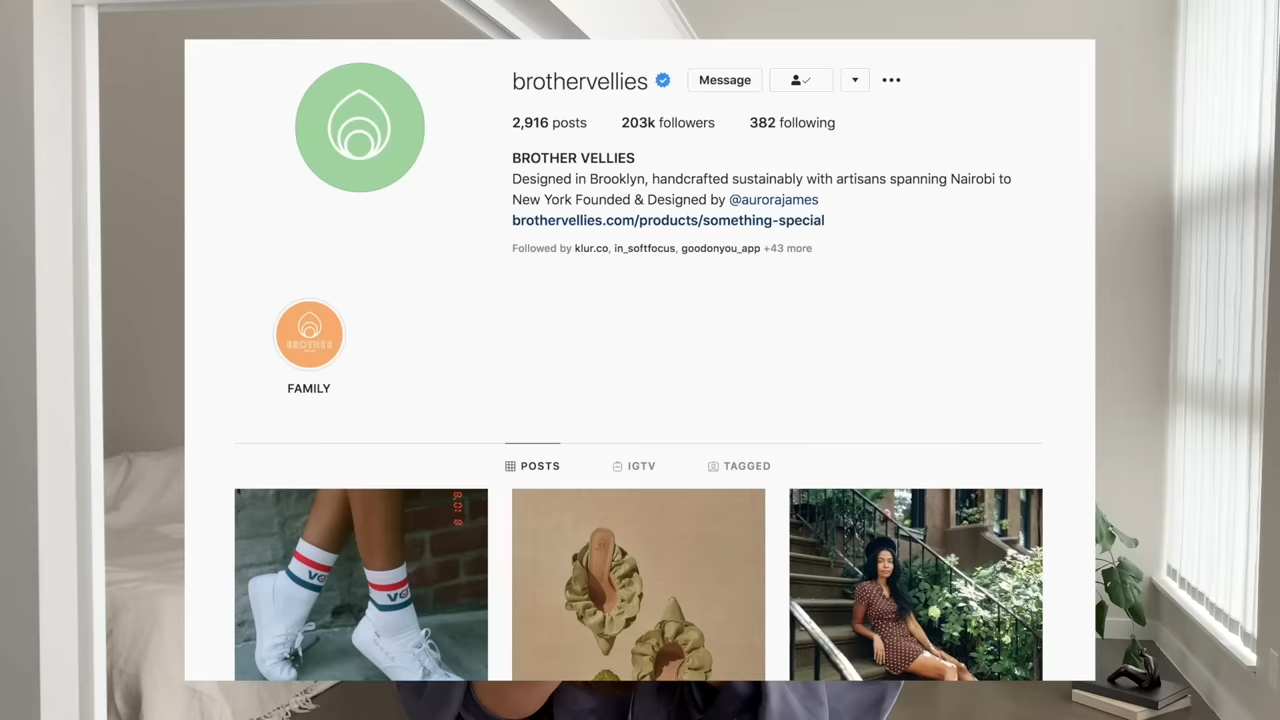 brothervellies Message
2,916 posts 203k followers 382 following
BROTHER VELLIES
Designed in Brooklyn, handcrafted sustainably with artisans spanning Nairobi to
New York Founded & Designed by @aurorajames
brothervellies.com/products/something-special
Followed by klur.co, in_softfocus, goodonyou_app +43 more
BROTHER
FAMILY
POSTS IGTV TAGGED